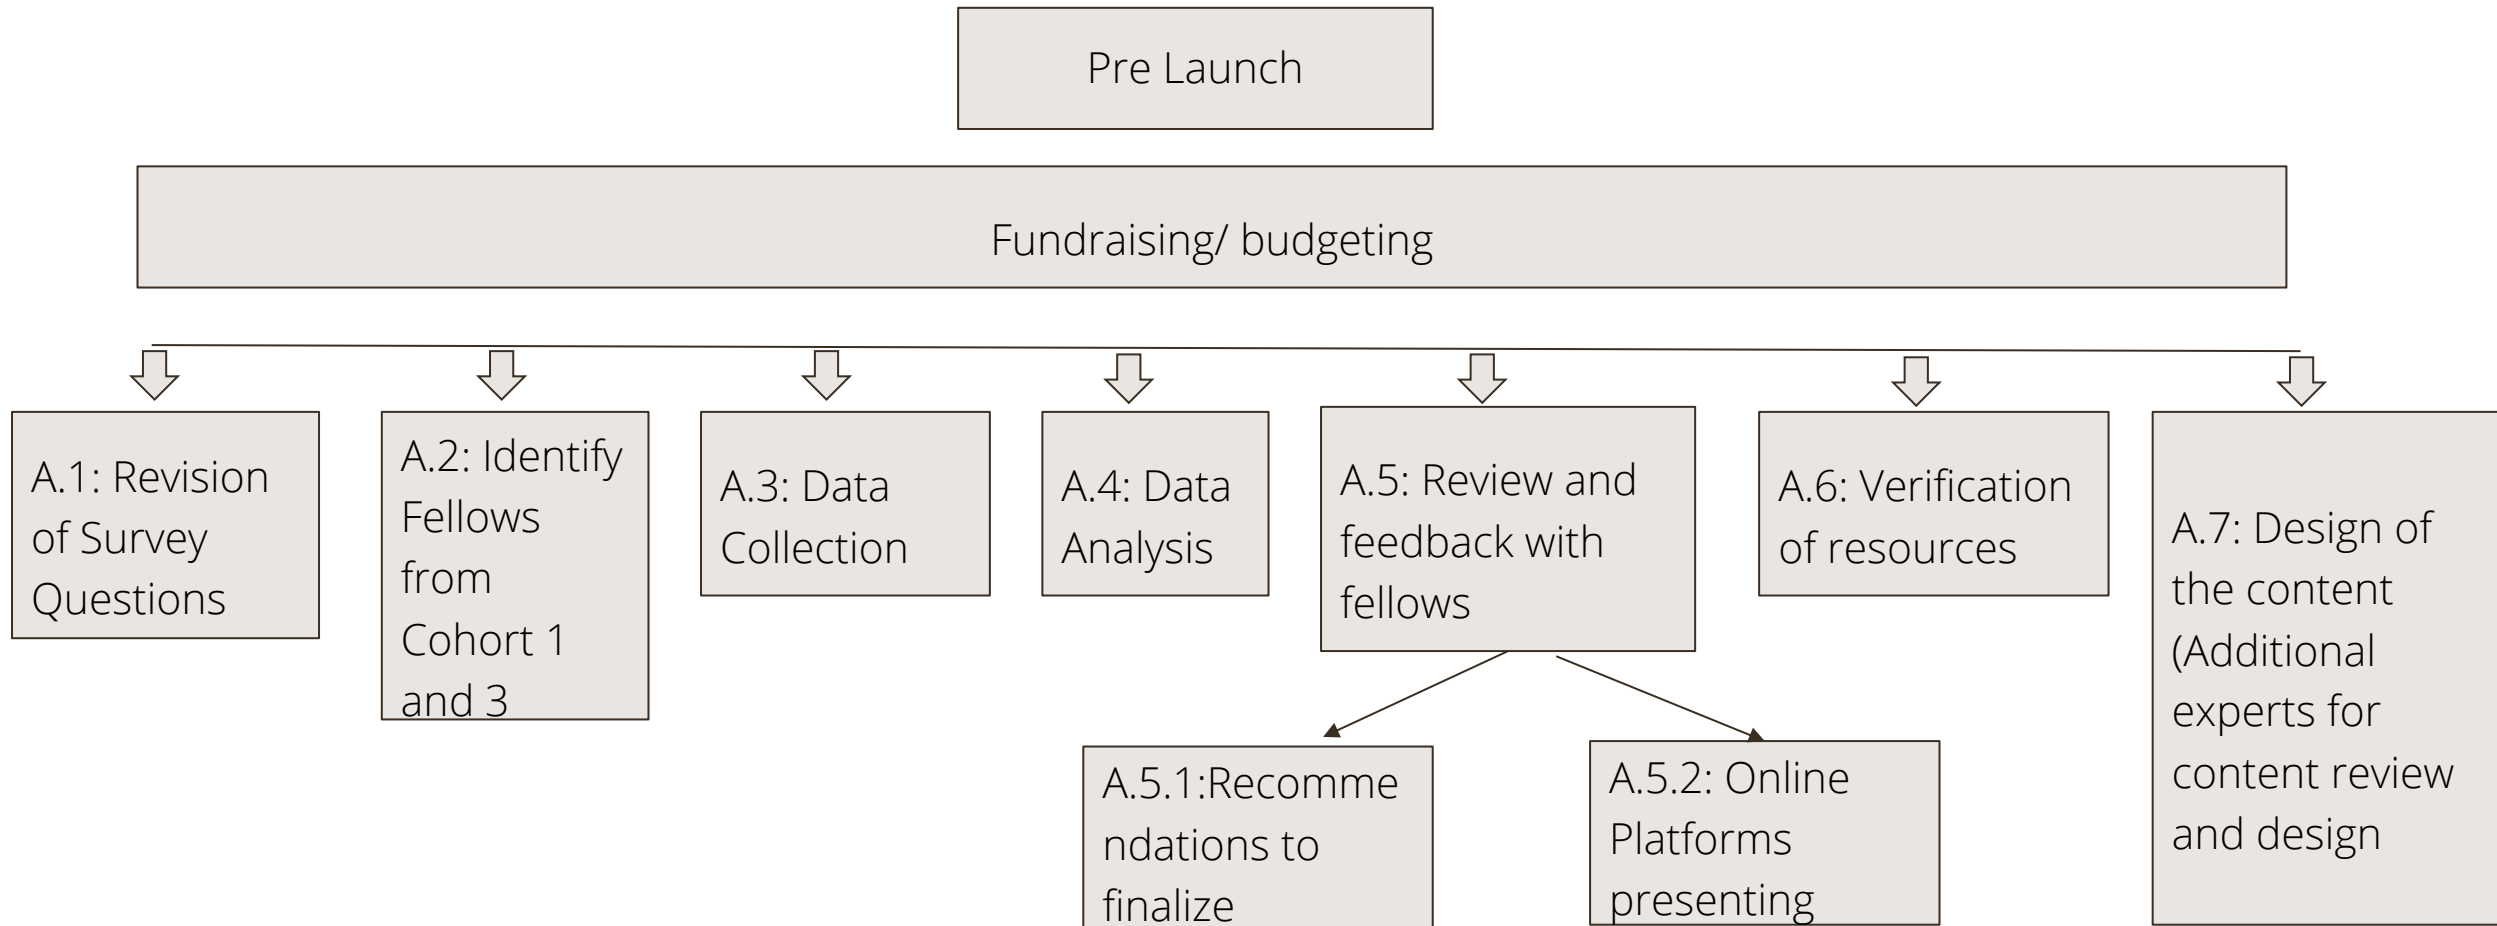 Pre Launch
Fundraising/ budgeting
A.1: Revision
of Survey
Questions
A.2: Identify
Fellows
from
Cohort 1
and 3
A.3: Data
Collection
A.4: Data
Analysis
A.5: Review and
feedback with
fellows
A.6: Verification
of resources
A.7: Design of
the content
(Additional
experts for
content review
and design
A.5.1:Recomme
ndations to
finalize
A.5.2: Online
Platforms
presenting